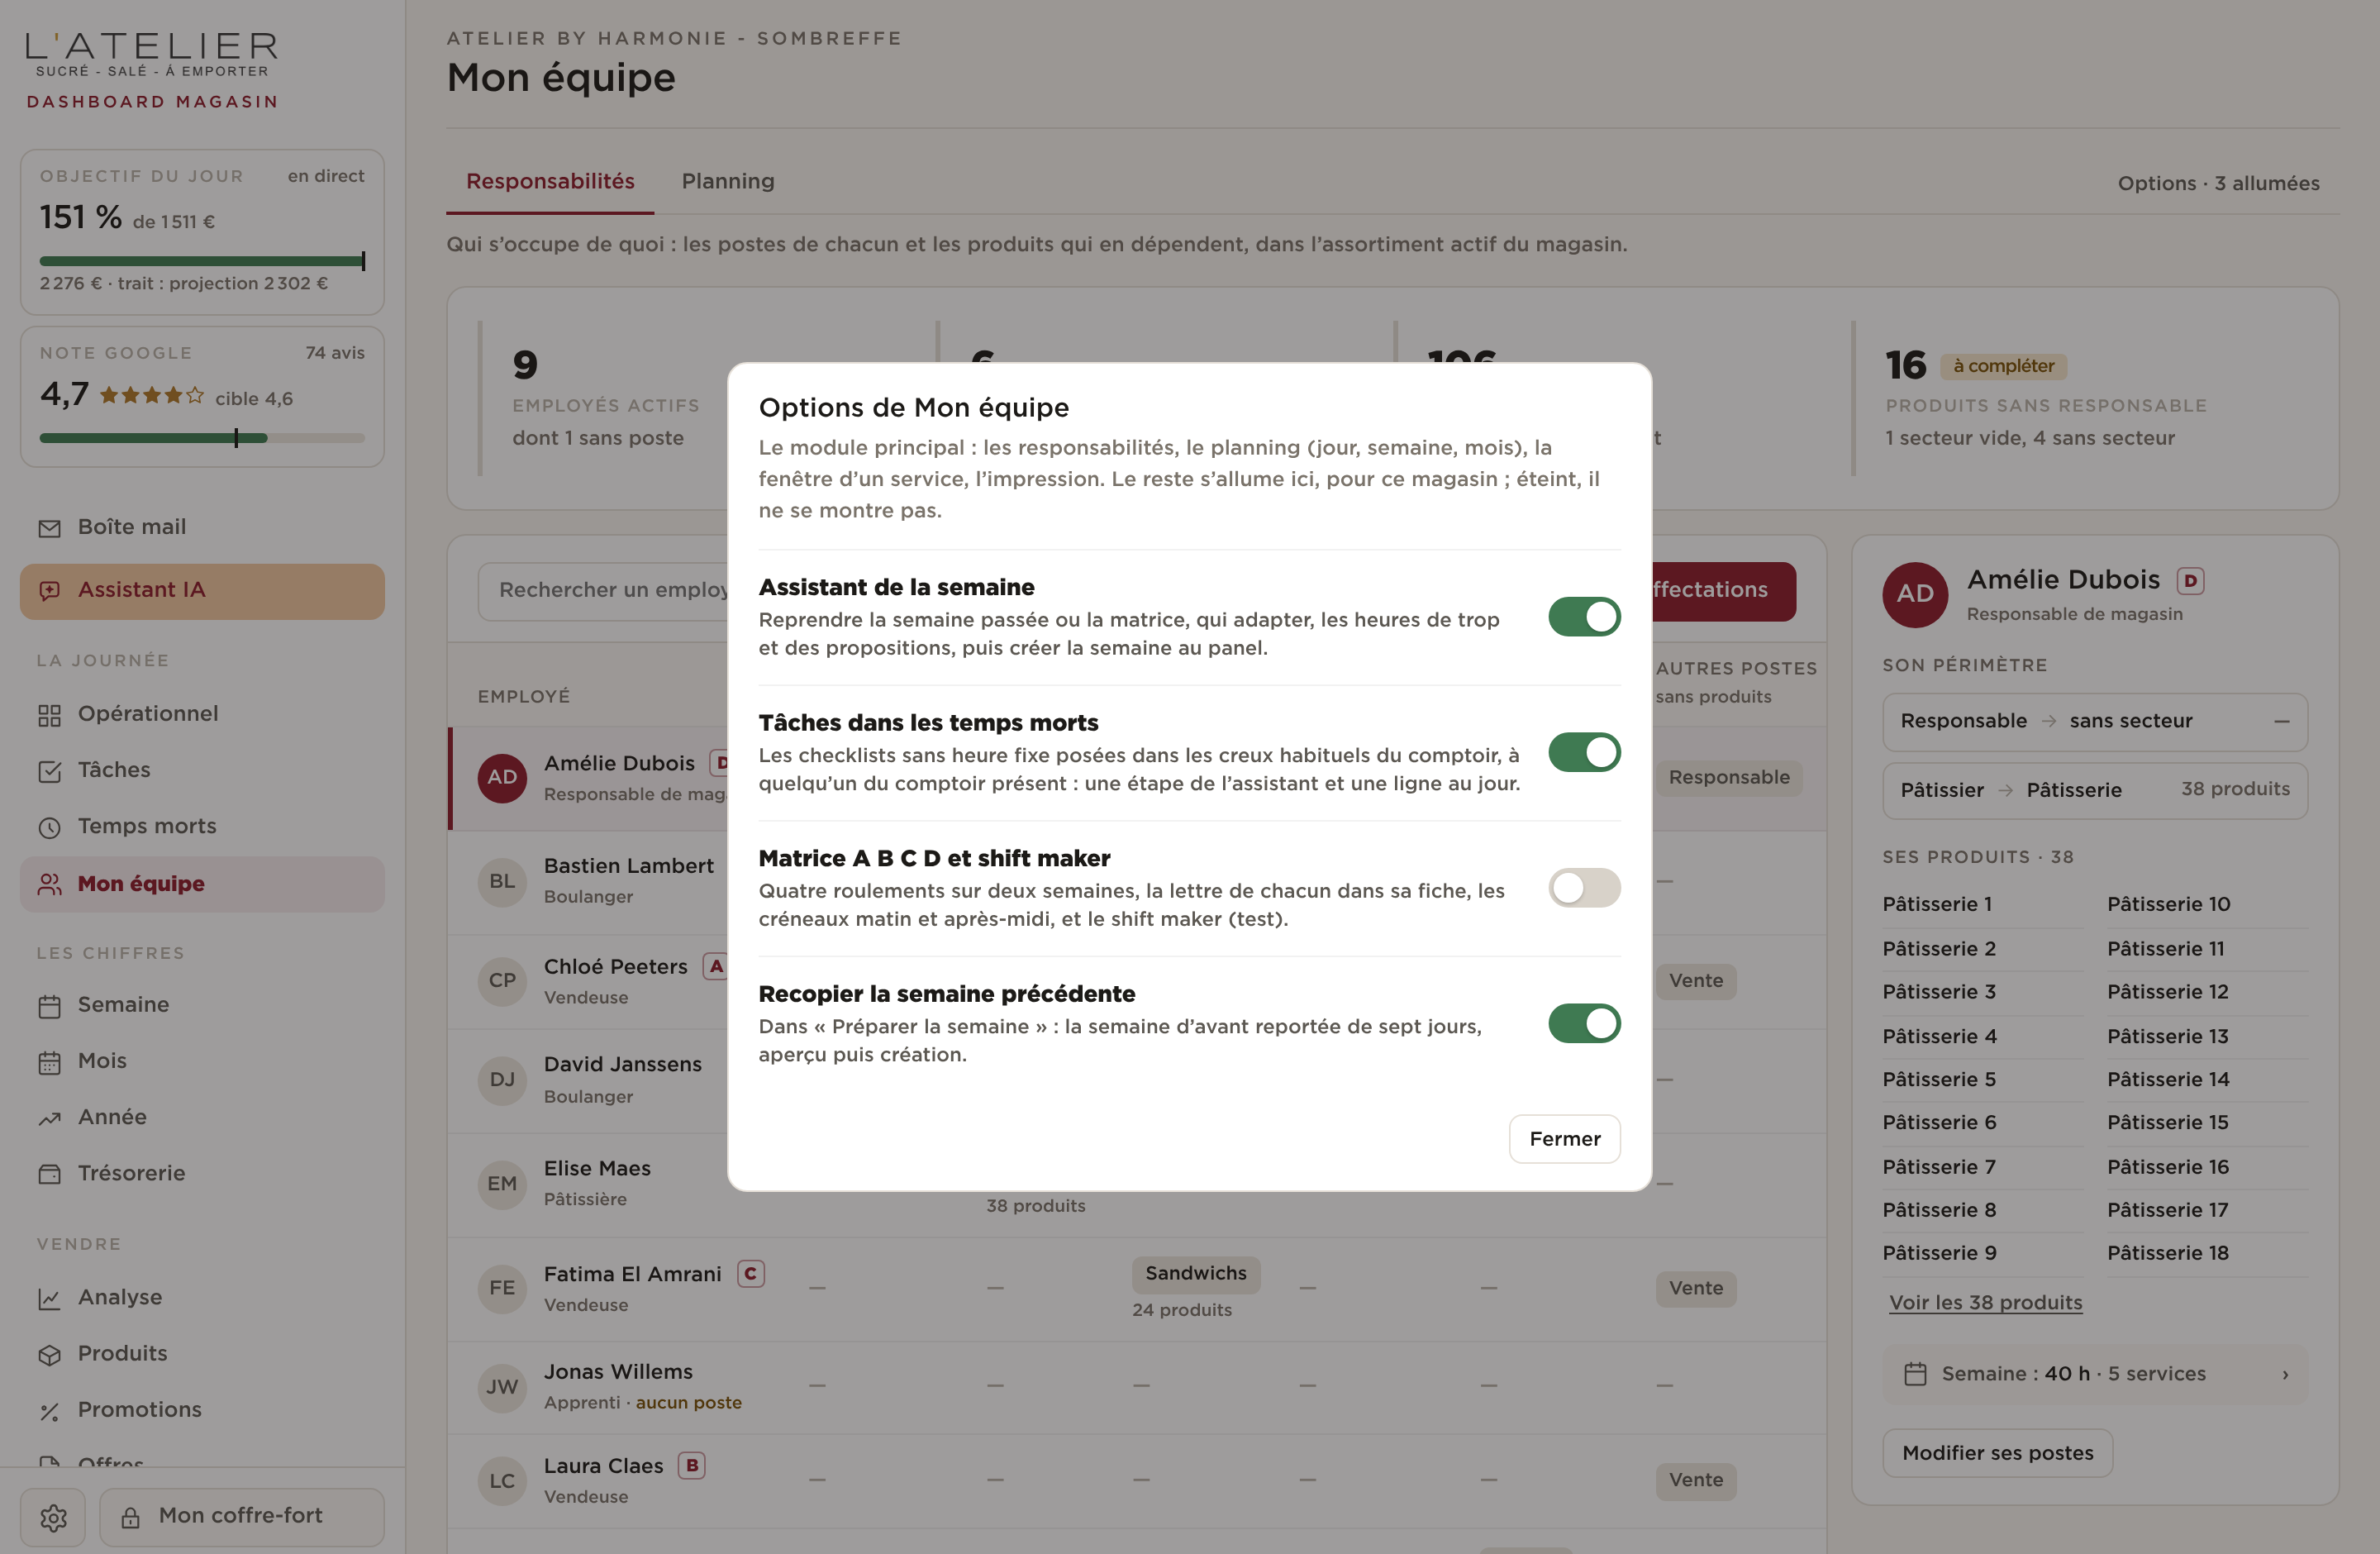 L'ATELIER
SUCRÉ - SALÉ - Á EMPORTER
DASHBOARD MAGASIN
OBJECTIF DU JOUR en direct
151 % de 1 511 €
2 276 € · trait : projection 2 302 €
NOTE GOOGLE 74 avis
4,7 cible 4,6
Boîte mail
Assistant IA
LA JOURNÉE
Opérationnel
Tâches
Temps morts
Mon équipe
LES CHIFFRES
Semaine
Mois
Année
Trésorerie
VENDRE
Analyse
Produits
Promotions
Offres
Mon coffre-fort
ATELIER BY HARMONIE - SOMBREFFE
Mon équipe
Responsabilités Planning Options · 3 allumées
Qui s’occupe de quoi : les postes de chacun et les produits qui en dépendent, dans l’assortiment actif du magasin.
9
EMPLOYÉS ACTIFS
dont 1 sans poste
6
106
t
16 à compléter
PRODUITS SANS RESPONSABLE
1 secteur vide, 4 sans secteur
Rechercher un employ
ffectations
EMPLOYÉ
AUTRES POSTES
sans produits
AD Amélie Dubois D
Responsable de mag
Responsable
BL Bastien Lambert
Boulanger
—
CP Chloé Peeters A
Vendeuse
Vente
DJ David Janssens
Boulanger
—
EM Elise Maes
Pâtissière
38 produits
—
FE Fatima El Amrani C
Vendeuse
— — Sandwichs — — Vente
24 produits
JW Jonas Willems
Apprenti · aucun poste
— — — — — —
LC Laura Claes B
Vendeuse
— — — — — Vente
Options de Mon équipe
Le module principal : les responsabilités, le planning (jour, semaine, mois), la
fenêtre d’un service, l’impression. Le reste s’allume ici, pour ce magasin ; éteint, il
ne se montre pas.
Assistant de la semaine
Reprendre la semaine passée ou la matrice, qui adapter, les heures de trop
et des propositions, puis créer la semaine au panel.
Tâches dans les temps morts
Les checklists sans heure fixe posées dans les creux habituels du comptoir, à
quelqu’un du comptoir présent : une étape de l’assistant et une ligne au jour.
Matrice A B C D et shift maker
Quatre roulements sur deux semaines, la lettre de chacun dans sa fiche, les
créneaux matin et après-midi, et le shift maker (test).
Recopier la semaine précédente
Dans « Préparer la semaine » : la semaine d’avant reportée de sept jours,
aperçu puis création.
Fermer
AD Amélie Dubois D
Responsable de magasin
SON PÉRIMÈTRE
Responsable → sans secteur —
Pâtissier → Pâtisserie 38 produits
SES PRODUITS · 38
Pâtisserie 1 Pâtisserie 10
Pâtisserie 2 Pâtisserie 11
Pâtisserie 3 Pâtisserie 12
Pâtisserie 4 Pâtisserie 13
Pâtisserie 5 Pâtisserie 14
Pâtisserie 6 Pâtisserie 15
Pâtisserie 7 Pâtisserie 16
Pâtisserie 8 Pâtisserie 17
Pâtisserie 9 Pâtisserie 18
Voir les 38 produits
Semaine : 40 h · 5 services ›
Modifier ses postes